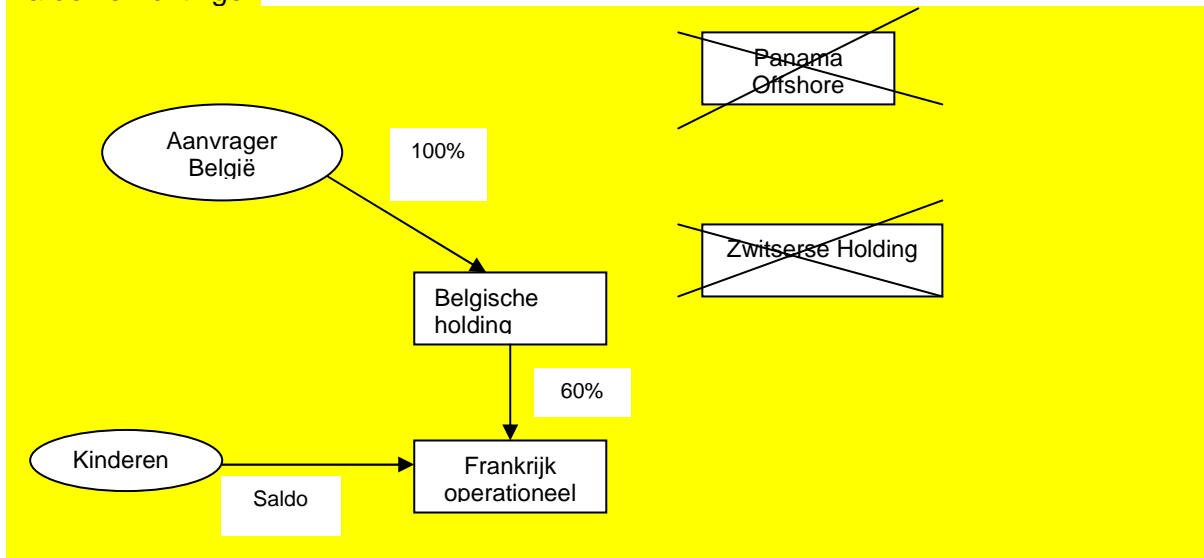 Panama
Offshore
Aanvrager
België
100%
Zwitserse Holding
Belgische
holding
60%
Kinderen
Frankrijk
operationeel
Saldo